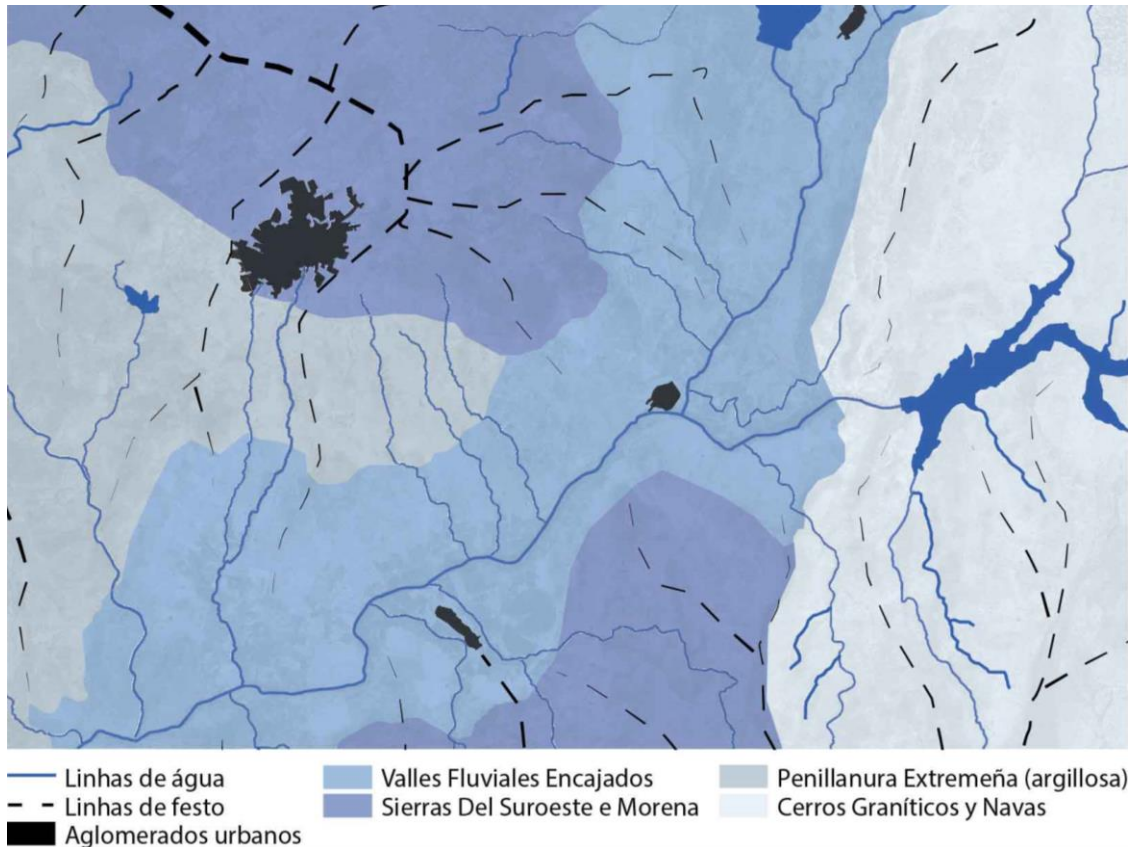 Linhas de água
Linhas de festo
Aglomerados urbanos
Valles Fluviales Encajados
Sierras Del Suroeste e Morena
Penillanura Extremeña (argillosa)
Cerros Graníticos y Navas